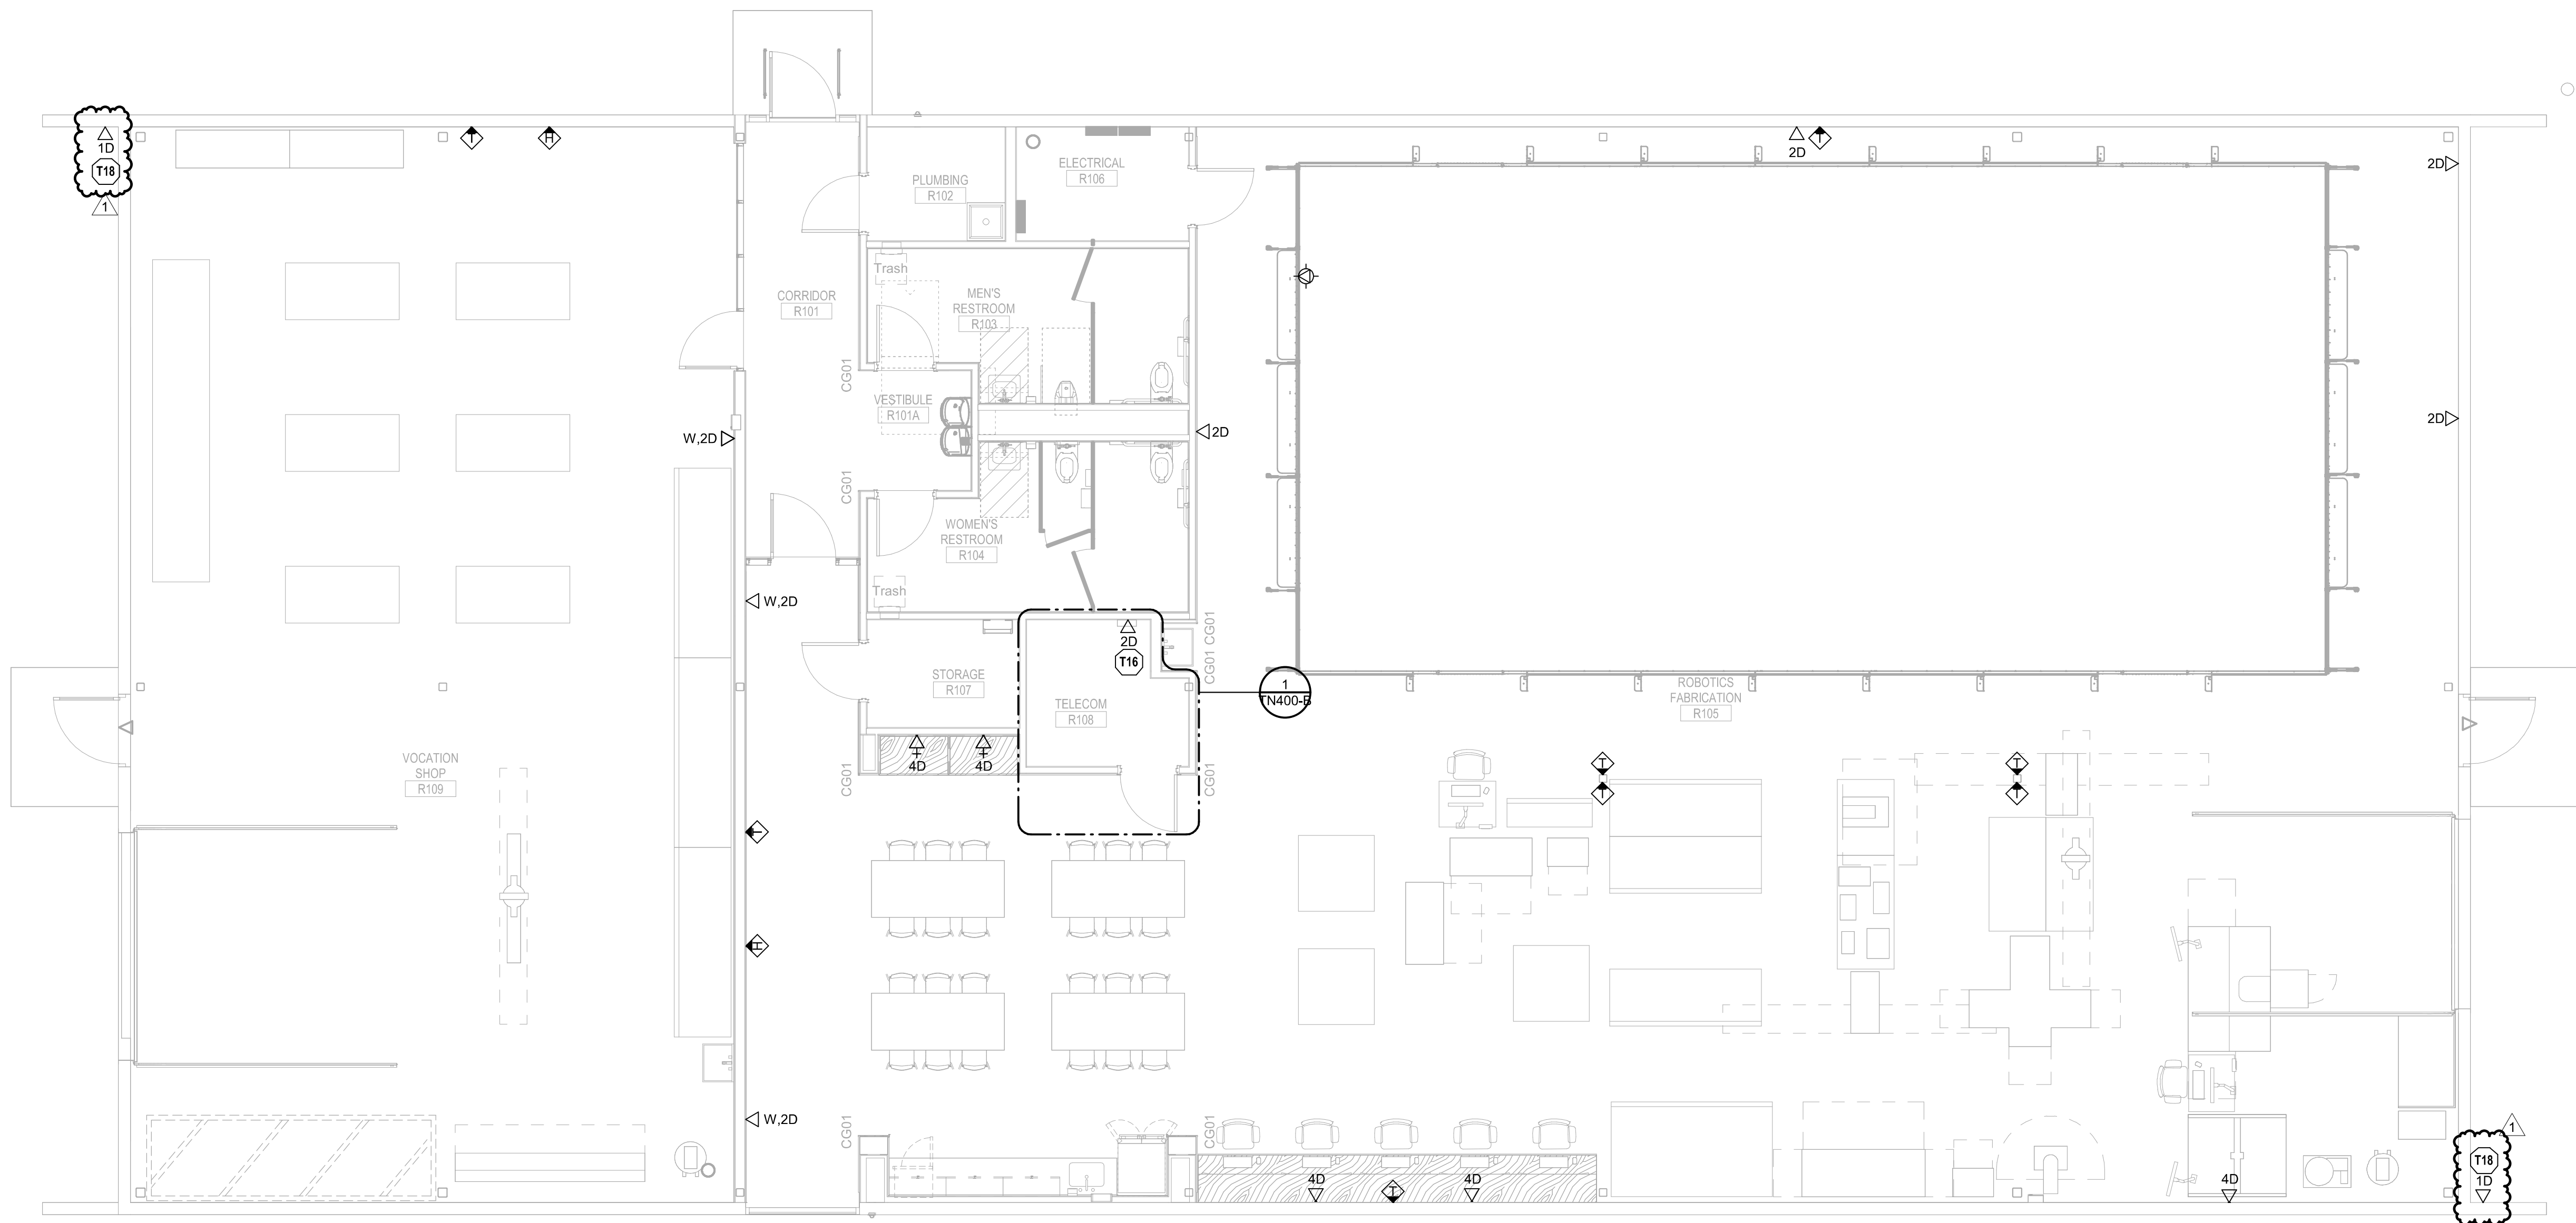 1D
T18
1
T
H
PLUMBING
R102
ELECTRICAL
R106
2D
T
2D
Trash
MEN'S
RESTROOM
R103
CORRIDOR
R101
CG01
VESTIBULE
R101A
W,2D
2D
2D
CG01
WOMEN'S
RESTROOM
R104
Trash
W,2D
CG01
CG01
2D
T16
STORAGE
R107
TELECOM
R108
1
TN400-B
ROBOTICS
FABRICATION
R105
4D
4D
VOCATION
SHOP
R109
CG01
CG01
T
T
T
T
T
H
W,2D
CG01
CG01
4D
T
4D
4D
1
T18
1D